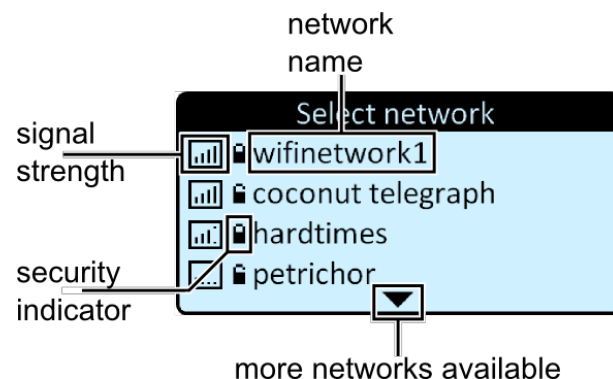 network
name
Select network
signal
strength
wifinetwork1
coconut telegraph
hardtimes
petrichor
security
indicator
more networks available